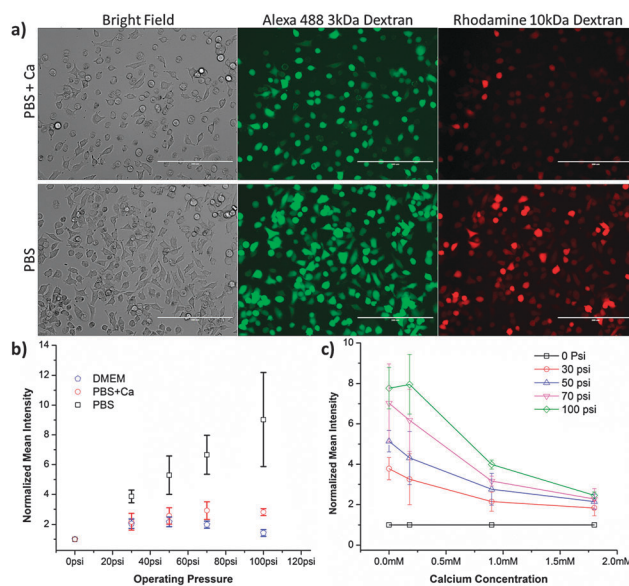 a)
Bright Field
Alexa 488 3kDa Dextran
Rhodamine 10kDa Dextran
PBS + Ca
PBS
b)
14
12
10
8
6
4
2
Normalized Mean Intensity
DMEM
PBS+Ca
PBS
0psi 20psi 40psi 60psi 80psi 100psi 120psi
Operating Pressure
c)
10
8
6
4
2
0
Normalized Mean Intensity
0 Psi
30 psi
50 psi
70 psi
100 psi
0.0mM 0.5mM 1.0mM 1.5mM 2.0mM
Calcium Concentration